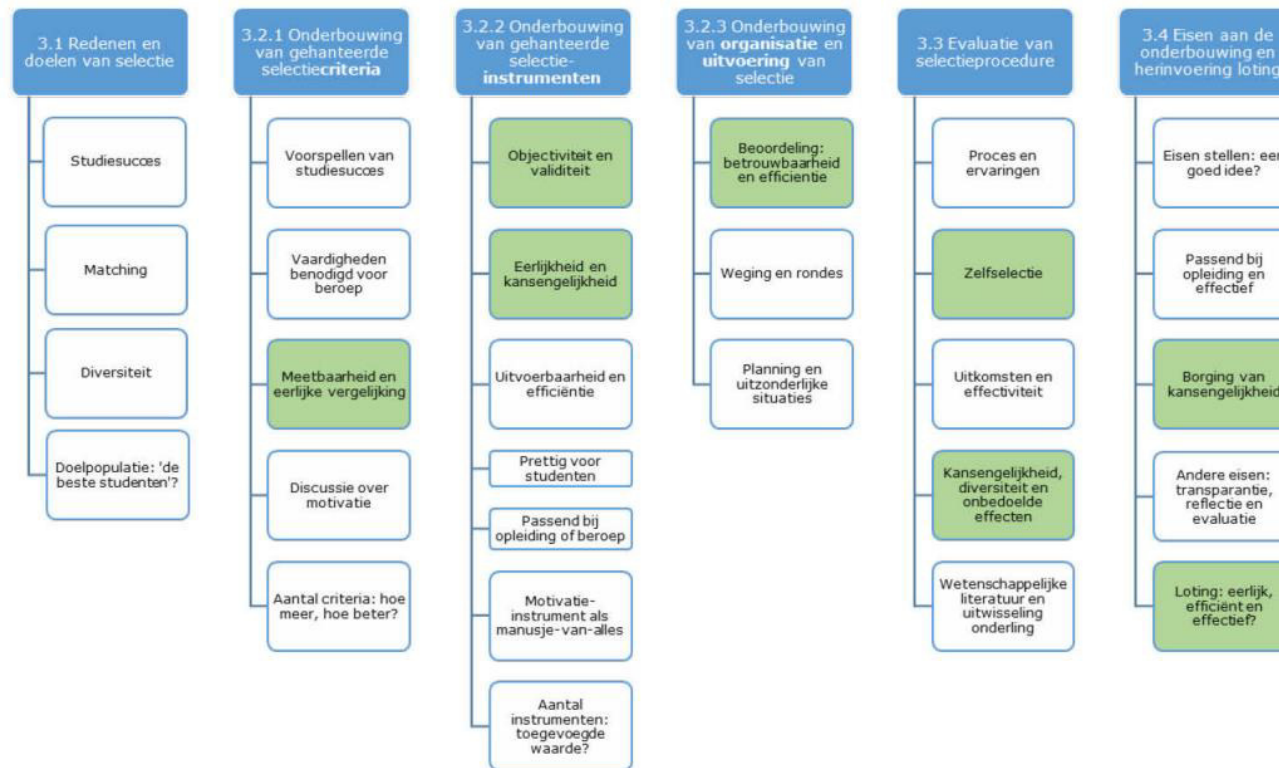 3.1 Redenen en
doelen van selectie
Studiesucces
Matching
Diversiteit
Doelpopulatie: 'de
beste studenten'?
3.2.1 Onderbouwing
van gehanteerde
selectiecriteria
Voorspellen van
studiesucces
Vaardigheden
benodigd voor
beroep
Meetbaarheid en
eerlijke vergelijking
Discussie over
motivatie
Aantal criteria: hoe
meer, hoe beter?
3.2.2 Onderbouwing
van gehanteerde
selectie-
instrumenten
Objectiviteit en
validiteit
Eerlijkheid en
kansengelijkheid
Uitvoerbaarheid en
efficiëntie
Prettig voor
studenten
Passend bij
opleiding of beroep
Motivatie-
instrument als
manusje-van-alles
Aantal
instrumenten:
toegevoegde
waarde?
3.2.3 Onderbouwing
van organisatie en
uitvoering van
selectie
Beoordeling:
betrouwbaarheid
en efficientie
Weging en rondes
Planning en
uitzonderlijke
situaties
3.3 Evaluatie van
selectieprocedure
Proces en
ervaringen
Zelfselectie
Uitkomsten en
effectiviteit
Kansengelijkheid,
diversiteit en
onbedoelde
effecten
Wetenschappelijke
literatuur en
uitwisseling
onderling
3.4 Eisen aan de
onderbouwing en
herinvoering loting
Eisen stellen: een
goed idee?
Passend bij
opleiding en
effectief
Borging van
kansengelijkheid
Andere eisen:
transparantie,
reflectie en
evaluatie
Loting: eerlijk,
efficiënt en
effectief?